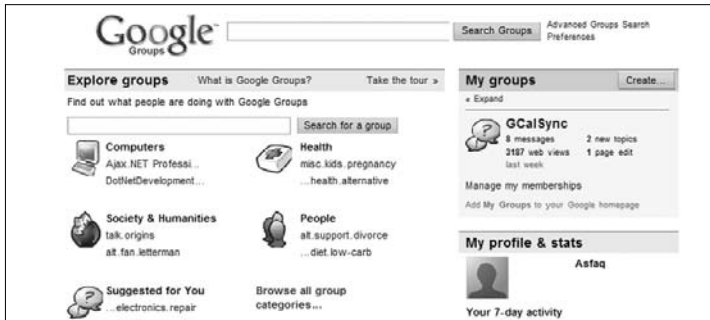 Google
Groups
Search Groups
Advanced Groups Search
Preferences
Explore groups What is Google Groups? Take the tour »
Find out what people are doing with Google Groups
Search for a group
Computers
Ajax.NET Professi...
DotNetDevelopment...
Health
misc.kids.pregnancy
...health.alternative
Society & Humanities
talk.origins
alt.fan.letterman
People
alt.support.divorce
...diet.low-carb
Suggested for You
...electronics.repair
Browse all group
categories...
My groups Create...
Expand
GCalSync
8 messages 2 new topics
3187 web views 1 page edit
last week
Manage my memberships
Add My Groups to your Google homepage
My profile & stats
Asfaq
Your 7-day activity